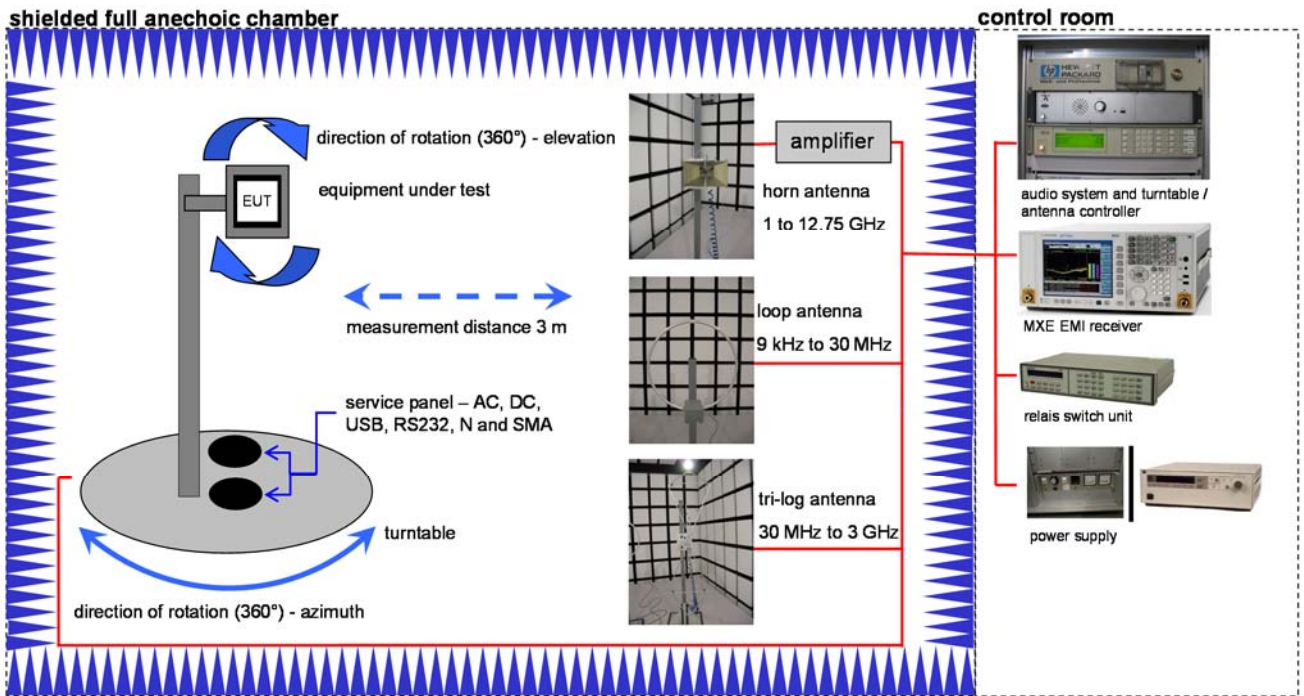 shielded full anechoic chamber
control room
direction of rotation (360°) - elevation
equipment under test
EUT
measurement distance 3 m
service panel – AC, DC,
USB, RS232, N and SMA
turntable
direction of rotation (360°) - azimuth
amplifier
horn antenna
1 to 12.75 GHz
loop antenna
9 kHz to 30 MHz
tri-log antenna
30 MHz to 3 GHz
hp
HEWLETT
PACKARD
audio system and turntable /
antenna controller
MXE EMI receiver
relais switch unit
power supply